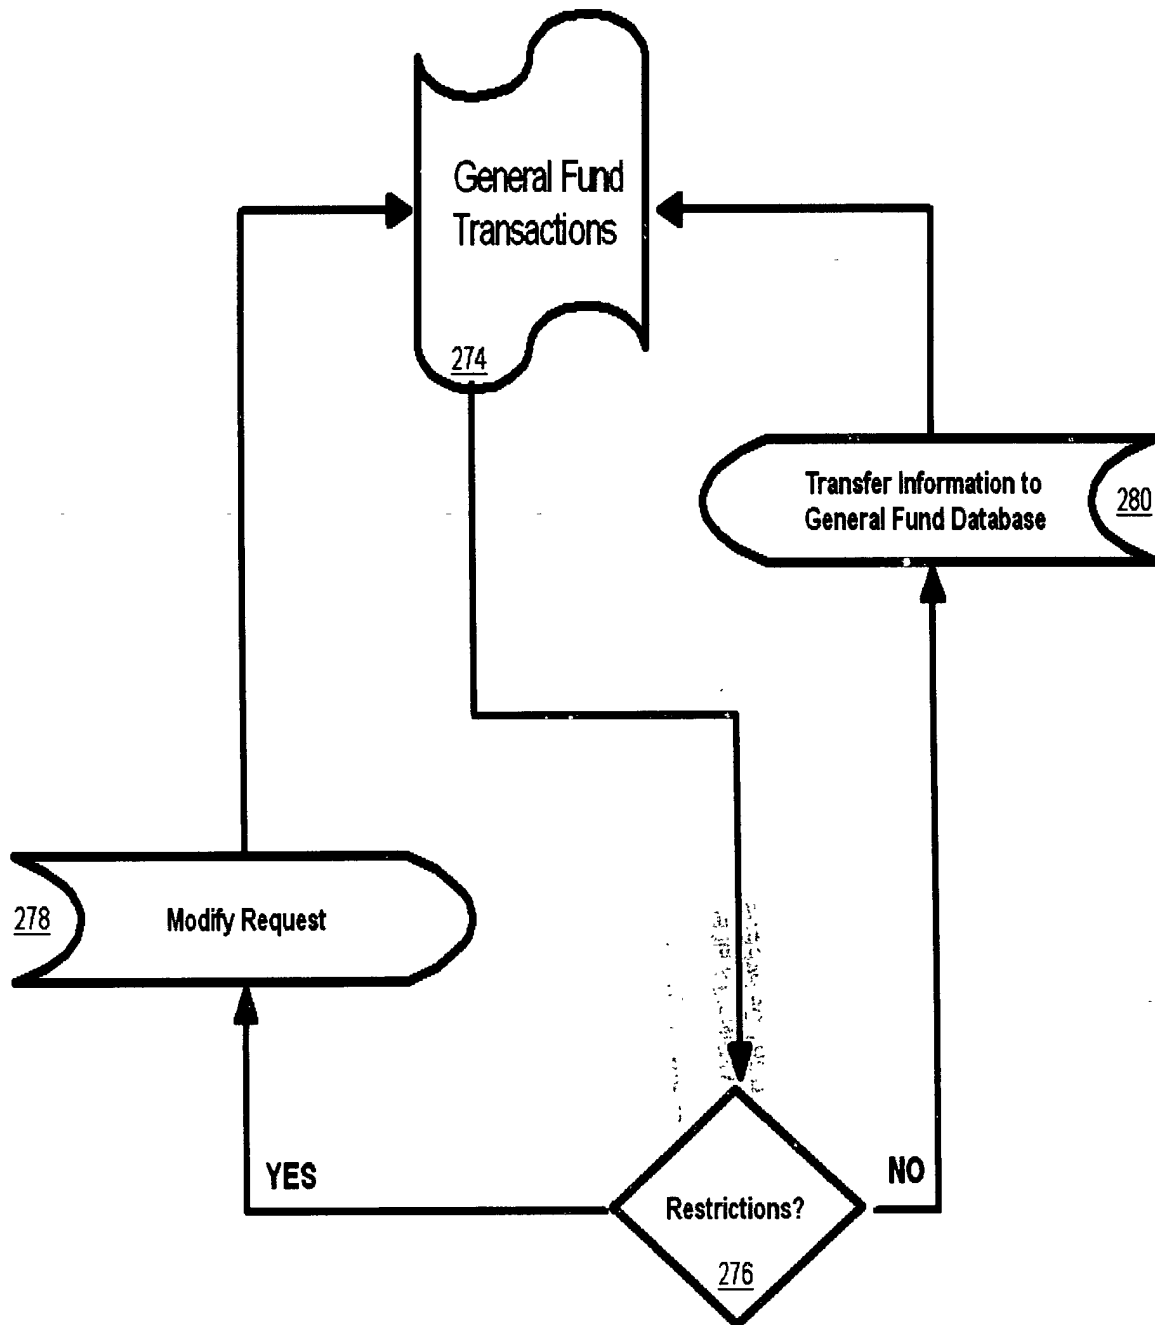 General Fund
Transactions
274
Transfer Information to
General Fund Database
280
278
Modify Request
YES
NO
Restrictions?
276